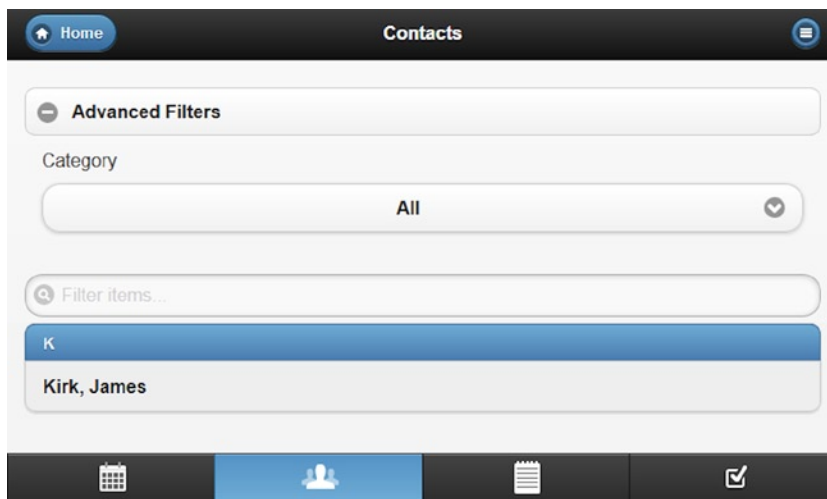 Home
Contacts
Advanced Filters
Category
All
Filter items...
K
Kirk, James